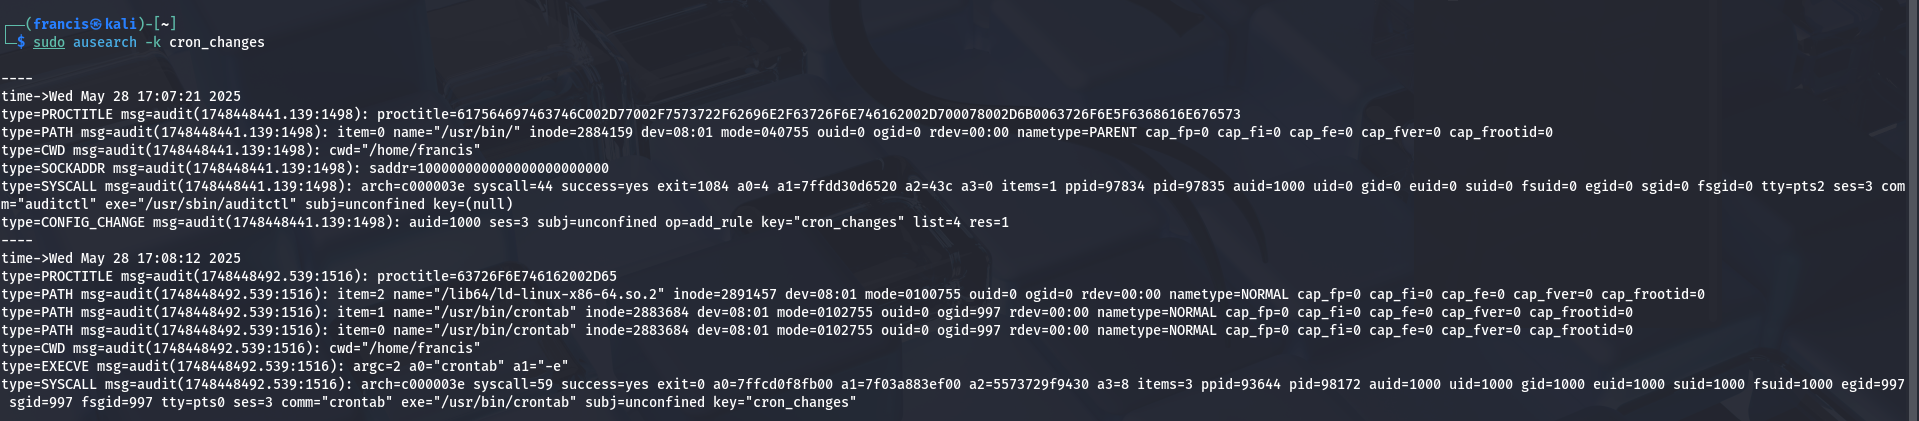 ┌──(francis㉿kali)-[~]
└─$ sudo ausearch -k cron_changes
----
time->Wed May 28 17:07:21 2025
type=PROCTITLE msg=audit(1748448441.139:1498): proctitle=617564697463746C002D77002F7573722F62696E2F63726F6E746162002D700078002D6B0063726F6E5F6368616E676573
type=PATH msg=audit(1748448441.139:1498): item=0 name="/usr/bin/" inode=2884159 dev=08:01 mode=040755 ouid=0 ogid=0 rdev=00:00 nametype=PARENT cap_fp=0 cap_fi=0 cap_fe=0 cap_fver=0 cap_frootid=0
type=CWD msg=audit(1748448441.139:1498): cwd="/home/francis"
type=SOCKADDR msg=audit(1748448441.139:1498): saddr=100000000000000000000000
type=SYSCALL msg=audit(1748448441.139:1498): arch=c000003e syscall=44 success=yes exit=1084 a0=4 a1=7ffdd30d6520 a2=43c a3=0 items=1 ppid=97834 pid=97835 auid=1000 uid=0 gid=0 euid=0 suid=0 fsuid=0 egid=0 sgid=0 fsgid=0 tty=pts2 ses=3 com
m="auditctl" exe="/usr/sbin/auditctl" subj=unconfined key=(null)
type=CONFIG_CHANGE msg=audit(1748448441.139:1498): auid=1000 ses=3 subj=unconfined op=add_rule key="cron_changes" list=4 res=1
----
time->Wed May 28 17:08:12 2025
type=PROCTITLE msg=audit(1748448492.539:1516): proctitle=63726F6E746162002D65
type=PATH msg=audit(1748448492.539:1516): item=2 name="/lib64/ld-linux-x86-64.so.2" inode=2891457 dev=08:01 mode=0100755 ouid=0 ogid=0 rdev=00:00 nametype=NORMAL cap_fp=0 cap_fi=0 cap_fe=0 cap_fver=0 cap_frootid=0
type=PATH msg=audit(1748448492.539:1516): item=1 name="/usr/bin/crontab" inode=2883684 dev=08:01 mode=0102755 ouid=0 ogid=997 rdev=00:00 nametype=NORMAL cap_fp=0 cap_fi=0 cap_fe=0 cap_fver=0 cap_frootid=0
type=PATH msg=audit(1748448492.539:1516): item=0 name="/usr/bin/crontab" inode=2883684 dev=08:01 mode=0102755 ouid=0 ogid=997 rdev=00:00 nametype=NORMAL cap_fp=0 cap_fi=0 cap_fe=0 cap_fver=0 cap_frootid=0
type=CWD msg=audit(1748448492.539:1516): cwd="/home/francis"
type=EXECVE msg=audit(1748448492.539:1516): argc=2 a0="crontab" a1="-e"
type=SYSCALL msg=audit(1748448492.539:1516): arch=c000003e syscall=59 success=yes exit=0 a0=7ffcd0f8fb00 a1=7f03a883ef00 a2=5573729f9430 a3=8 items=3 ppid=93644 pid=98172 auid=1000 uid=1000 gid=1000 euid=1000 suid=1000 fsuid=1000 egid=997
sgid=997 fsgid=997 tty=pts0 ses=3 comm="crontab" exe="/usr/bin/crontab" subj=unconfined key="cron_changes"